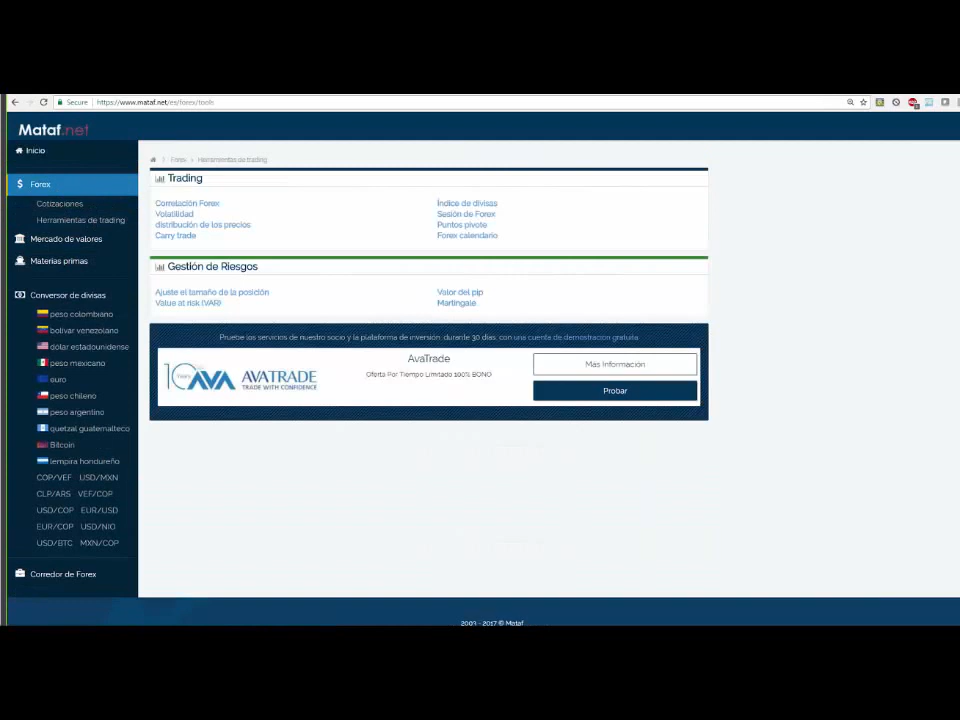 Secure https://www.mataf.net/es/forex/tools
Mataf.net
Inicio
Forex
Cotizaciones
Herramientas de trading
Mercado de valores
Materias primas
Conversor de divisas
peso colombiano
bolívar venezolano
dólar estadounidense
peso mexicano
euro
peso chileno
peso argentino
quetzal guatemalteco
Bitcoin
lempira hondureño
COP/VEF USD/MXN
CLP/ARS VEF/COP
USD/COP EUR/USD
EUR/COP USD/NIO
USD/BTC MXN/COP
Corredor de Forex
Forex > Herramientas de trading
Trading
Correlación Forex
Volatilidad
distribución de los precios
Carry trade
Índice de divisas
Sesión de Forex
Puntos pivote
Forex calendario
Gestión de Riesgos
Ajuste el tamaño de la posición
Value at risk (VAR)
Valor del pip
Martingale
Pruebe los servicios de nuestro socio y la plataforma de inversión, durante 30 días, con una cuenta de demostración gratuita
10 AVA AVATRADE
TRADE WITH CONFIDENCE
AvaTrade
Oferta Por Tiempo Limitado 100% BONO
Más Información
Probar
2003 - 2017 © Mataf